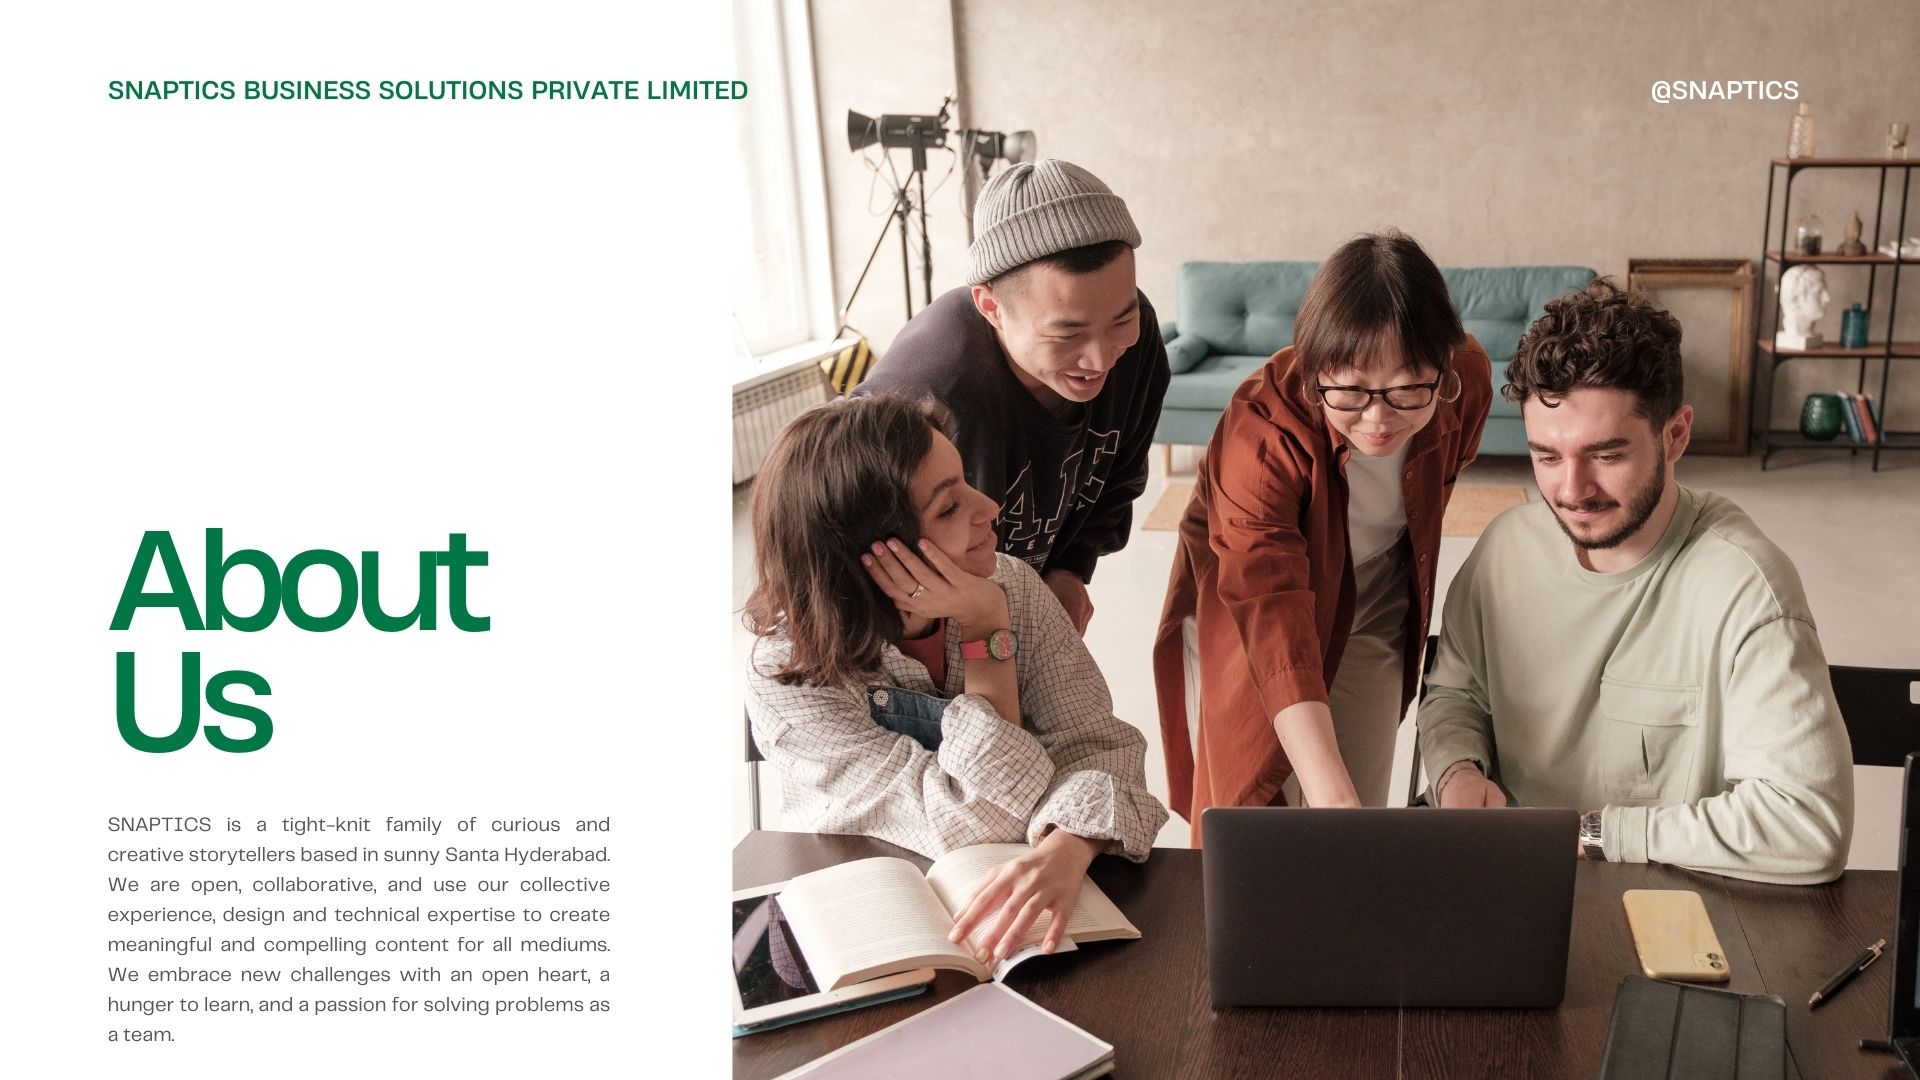 SNAPTICS BUSINESS SOLUTIONS PRIVATE LIMITED
@SNAPTICS
About
Us
SNAPTICS is a tight-knit family of curious and
creative storytellers based in sunny Santa Hyderabad.
We are open, collaborative, and use our collective
experience, design and technical expertise to create
meaningful and compelling content for all mediums.
We embrace new challenges with an open heart, a
hunger to learn, and a passion for solving problems as
a team.